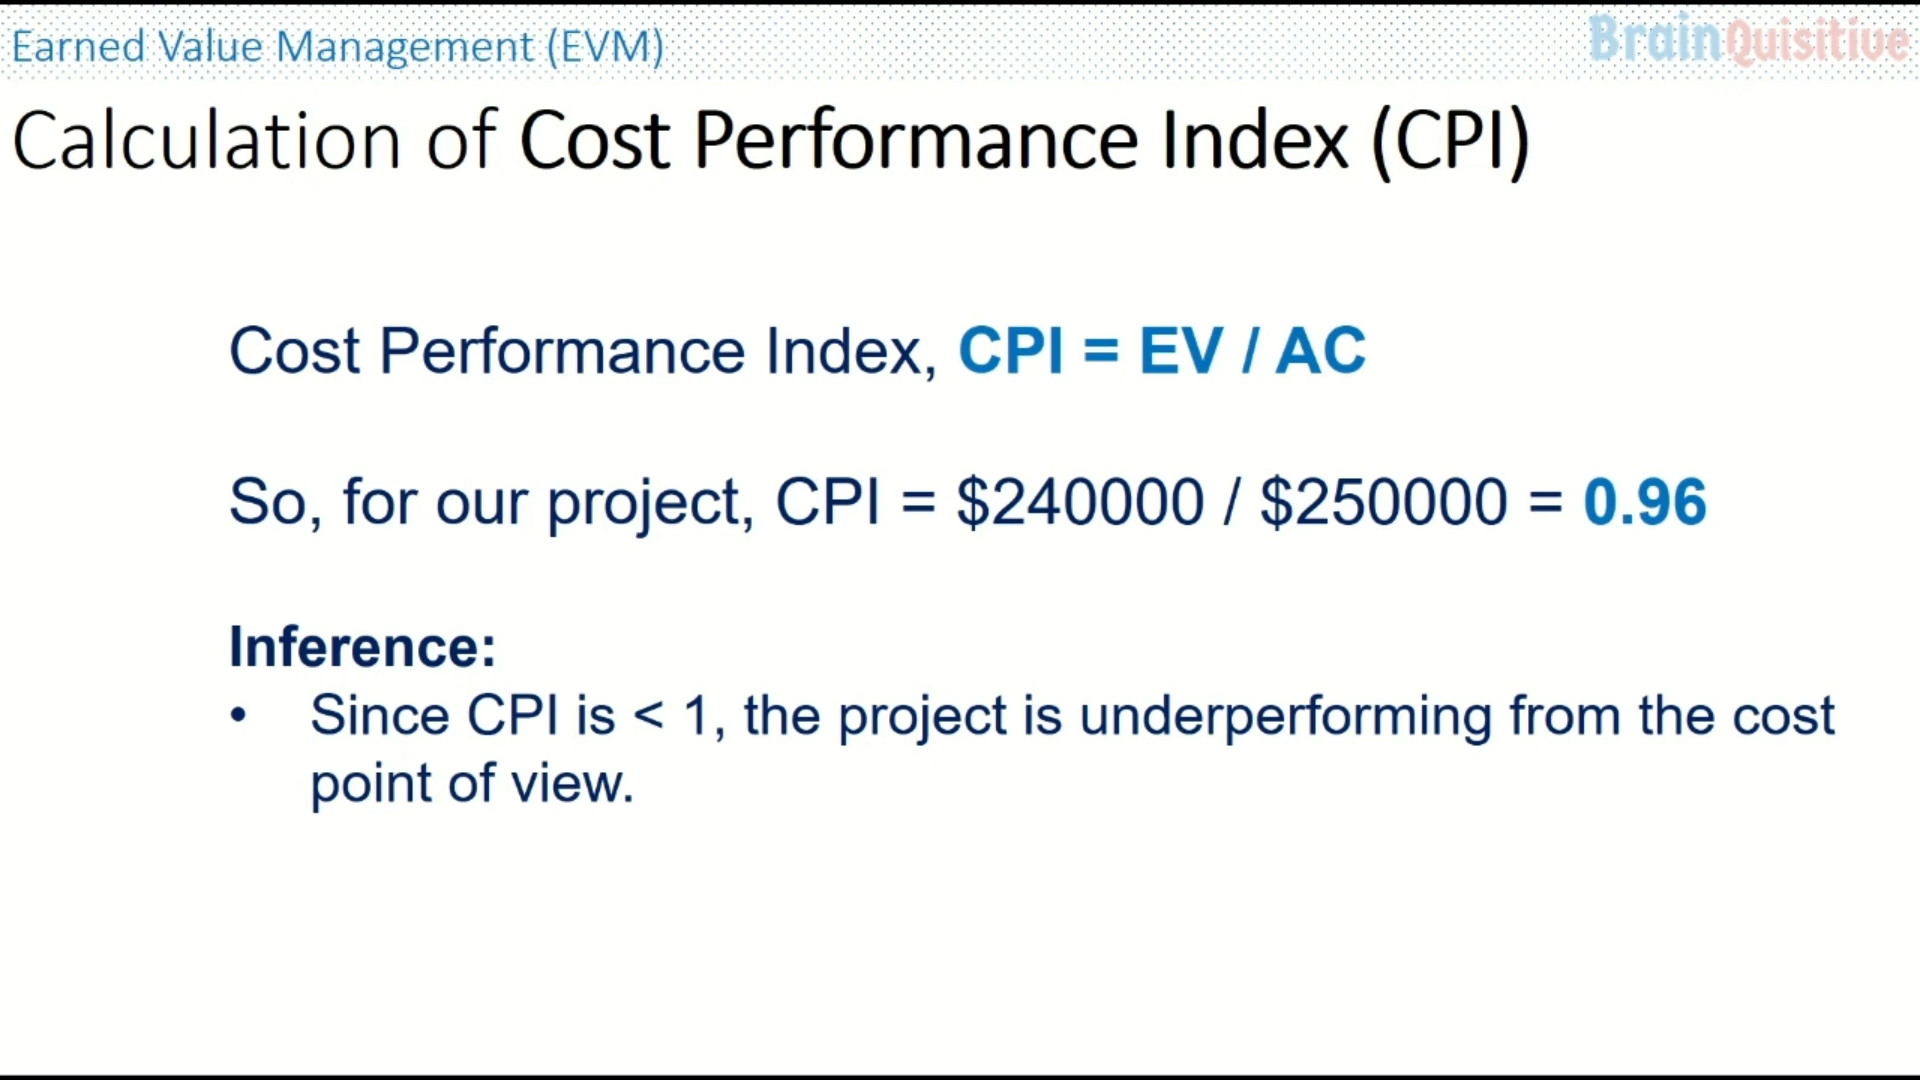 Earned Value Management (EVM)
BrainQuisitive
Calculation of Cost Performance Index (CPI)
Cost Performance Index, CPI = EV / AC
So, for our project, CPI = $240000 / $250000 = 0.96
Inference:
• Since CPI is < 1, the project is underperforming from the cost
point of view.